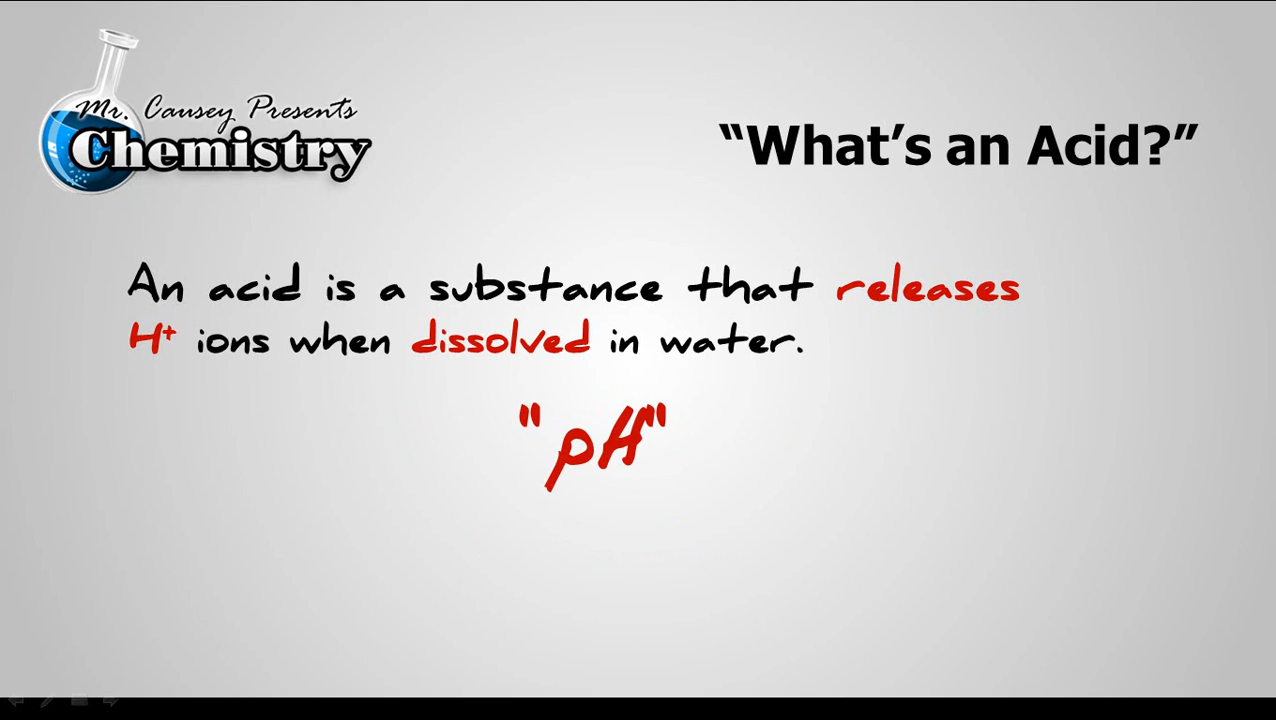 Mr. Causey Presents
Chemistry
“What’s an Acid?”
An acid is a substance that releases
H⁺ ions when dissolved in water.
"pH"